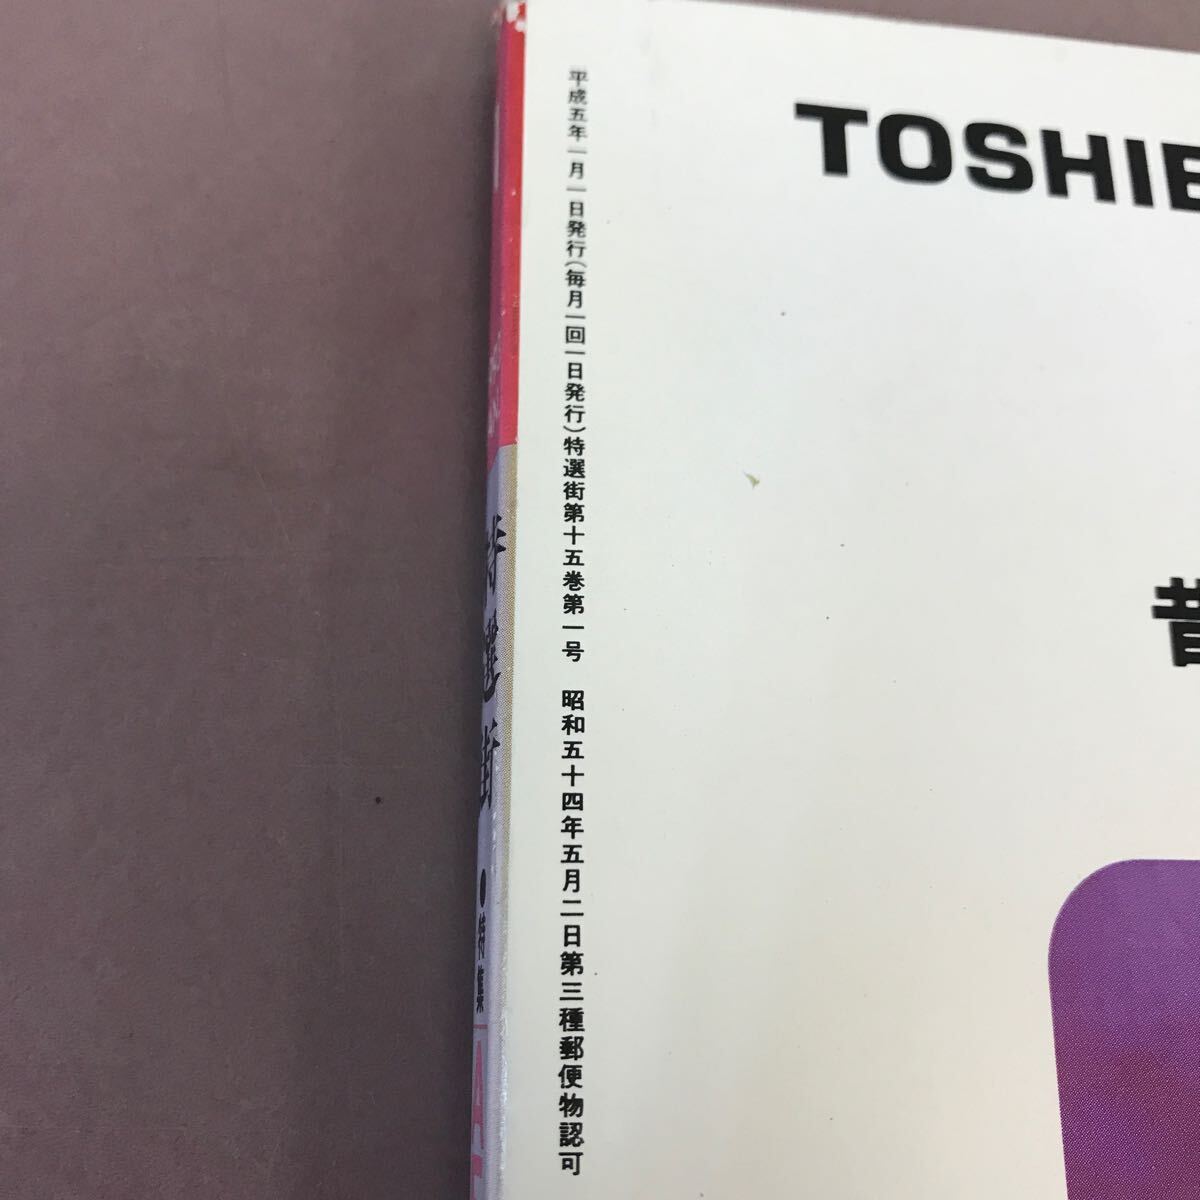 平成五年一月一日発行(毎月一回一日発行)特選街第十五巻第一号 昭和五十四年五月二日第三種郵便物認可
TOSHIB
昔
特選街 ●特集